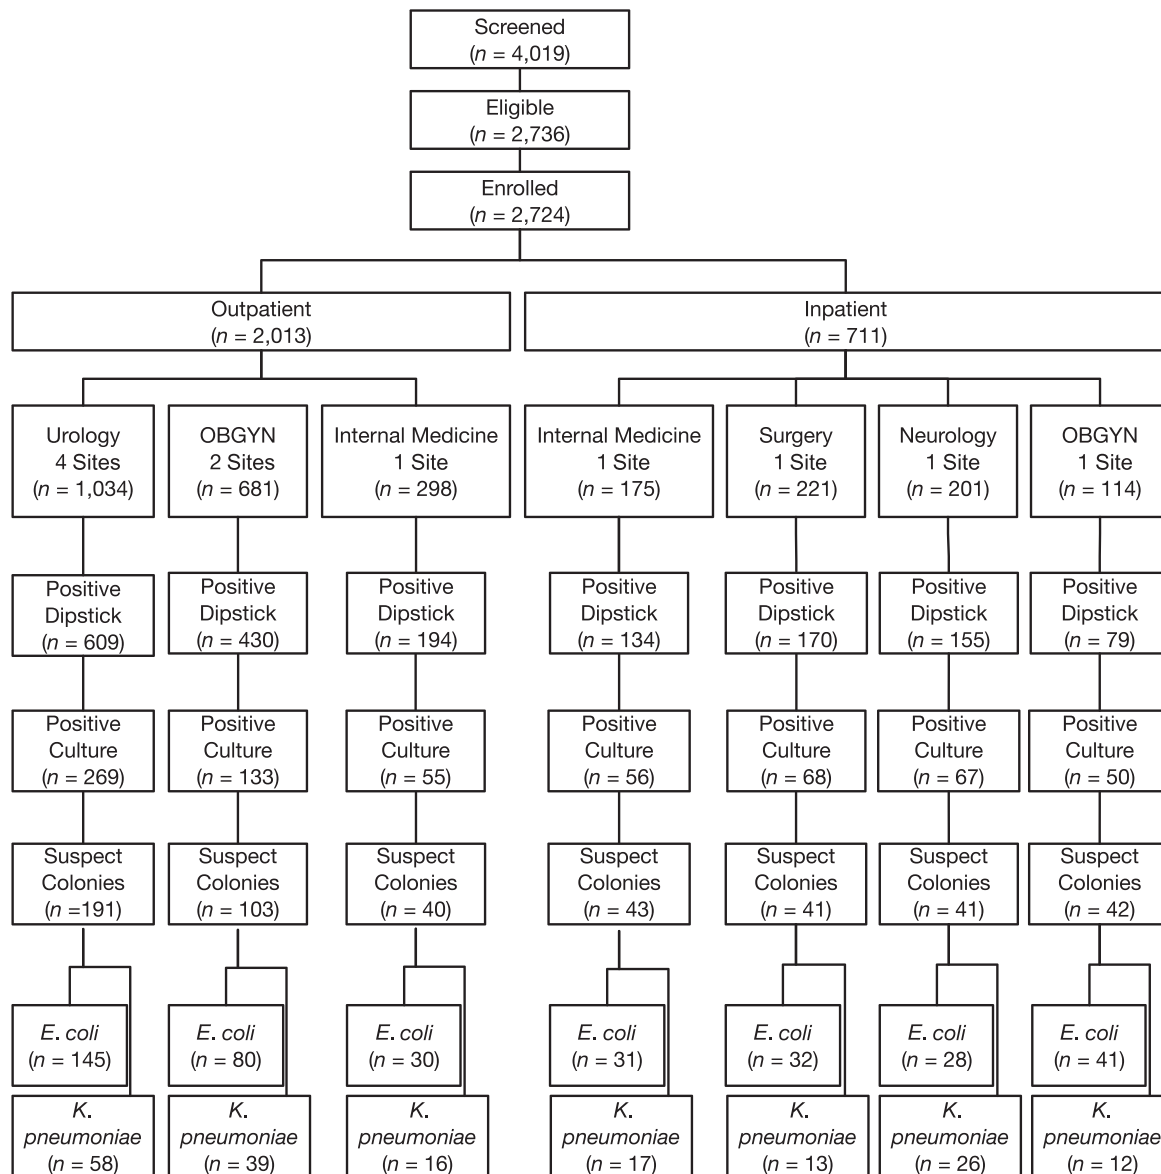 Screened
(n = 4,019)
Eligible
(n = 2,736)
Enrolled
(n = 2,724)
Outpatient
(n = 2,013)
Inpatient
(n = 711)
Urology
4 Sites
(n = 1,034)
OBGYN
2 Sites
(n = 681)
Internal Medicine
1 Site
(n = 298)
Internal Medicine
1 Site
(n = 175)
Surgery
1 Site
(n = 221)
Neurology
1 Site
(n = 201)
OBGYN
1 Site
(n = 114)
Positive
Dipstick
(n = 609)
Positive
Dipstick
(n = 430)
Positive
Dipstick
(n = 194)
Positive
Dipstick
(n = 134)
Positive
Dipstick
(n = 170)
Positive
Dipstick
(n = 155)
Positive
Dipstick
(n = 79)
Positive
Culture
(n = 269)
Positive
Culture
(n = 133)
Positive
Culture
(n = 55)
Positive
Culture
(n = 56)
Positive
Culture
(n = 68)
Positive
Culture
(n = 67)
Positive
Culture
(n = 50)
Suspect
Colonies
(n =191)
Suspect
Colonies
(n = 103)
Suspect
Colonies
(n = 40)
Suspect
Colonies
(n = 43)
Suspect
Colonies
(n = 41)
Suspect
Colonies
(n = 41)
Suspect
Colonies
(n = 42)
E. coli
(n = 145)
E. coli
(n = 80)
E. coli
(n = 30)
E. coli
(n = 31)
E. coli
(n = 32)
E. coli
(n = 28)
E. coli
(n = 41)
K.
pneumoniae
(n = 58)
K.
pneumoniae
(n = 39)
K.
pneumoniae
(n = 16)
K.
pneumoniae
(n = 17)
K.
pneumoniae
(n = 13)
K.
pneumoniae
(n = 26)
K.
pneumoniae
(n = 12)